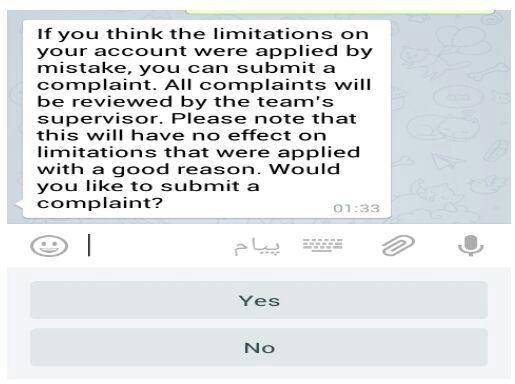 If you think the limitations on
your account were applied by
mistake, you can submit a
complaint. All complaints will
be reviewed by the team's
supervisor. Please note that
this will have no effect on
limitations that were applied
with a good reason. Would
you like to submit a
complaint?
01:33
پیام
Yes
No